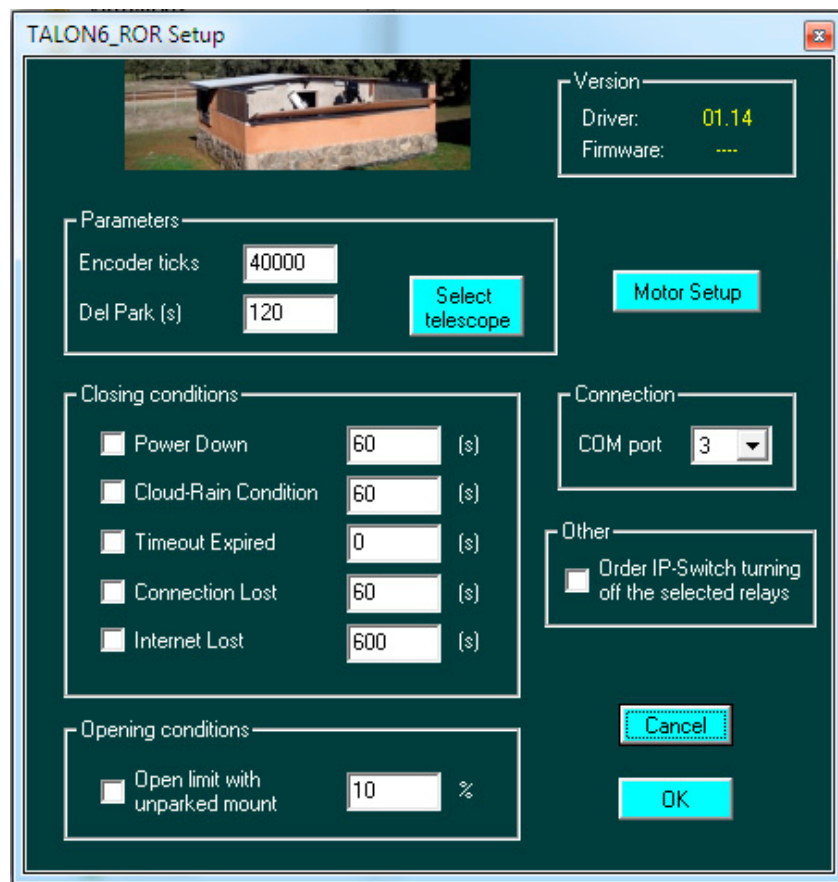 TALON6_ROR Setup
Version
Driver: 01.14
Firmware: ----
Parameters
Encoder ticks 40000
Del Park (s) 120
Select
telescope
Motor Setup
Closing conditions
Power Down 60 (s)
Cloud-Rain Condition 60 (s)
Timeout Expired 0 (s)
Connection Lost 60 (s)
Internet Lost 600 (s)
Connection
COM port 3
Other
Order IP-Switch turning
off the selected relays
Opening conditions
Open limit with
unparked mount 10 %
Cancel
OK